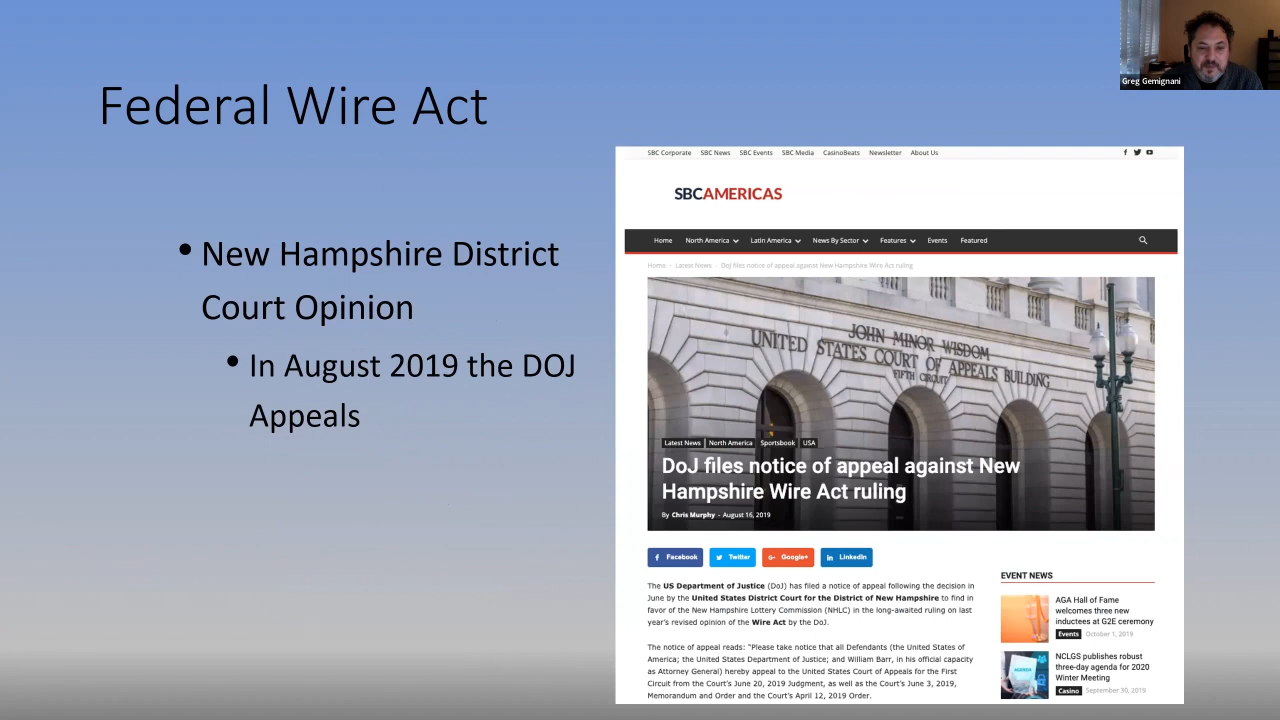 Greg Gemignani
Federal Wire Act
• New Hampshire District
Court Opinion
• In August 2019 the DOJ
Appeals
SBC Corporate SBC News SBC Events SBC Media CasinoBeats Newsletter About Us
SBCAMERICAS
Home North America Latin America News By Sector Features Events Featured
Home › Latest News › DoJ files notice of appeal against New Hampshire Wire Act ruling
JOHN MINOR WISDOM
UNITED STATES COURT OF APPEALS BUILDING
FIFTH CIRCUIT
Latest News North America Sportsbook USA
DoJ files notice of appeal against New
Hampshire Wire Act ruling
By Chris Murphy - August 16, 2019
Facebook Twitter Google+ LinkedIn
The US Department of Justice (DoJ) has filed a notice of appeal following the decision in
June by the United States District Court for the District of New Hampshire to find in
favor of the New Hampshire Lottery Commission (NHLC) in the long-awaited ruling on last
year's revised opinion of the Wire Act by the DoJ.
The notice of appeal reads: "Please take notice that all Defendants (the United States of
America; the United States Department of Justice; and William Barr, in his official capacity
as Attorney General) hereby appeal to the United States Court of Appeals for the First
Circuit from the Court's June 20, 2019 Judgment, as well as the Court's June 3, 2019,
Memorandum and Order and the Court's April 12, 2019 Order.
EVENT NEWS
AGA Hall of Fame
welcomes three new
inductees at G2E ceremony
Events October 1, 2019
AGENDA
NCLGS publishes robust
three-day agenda for 2020
Winter Meeting
Casino September 30, 2019